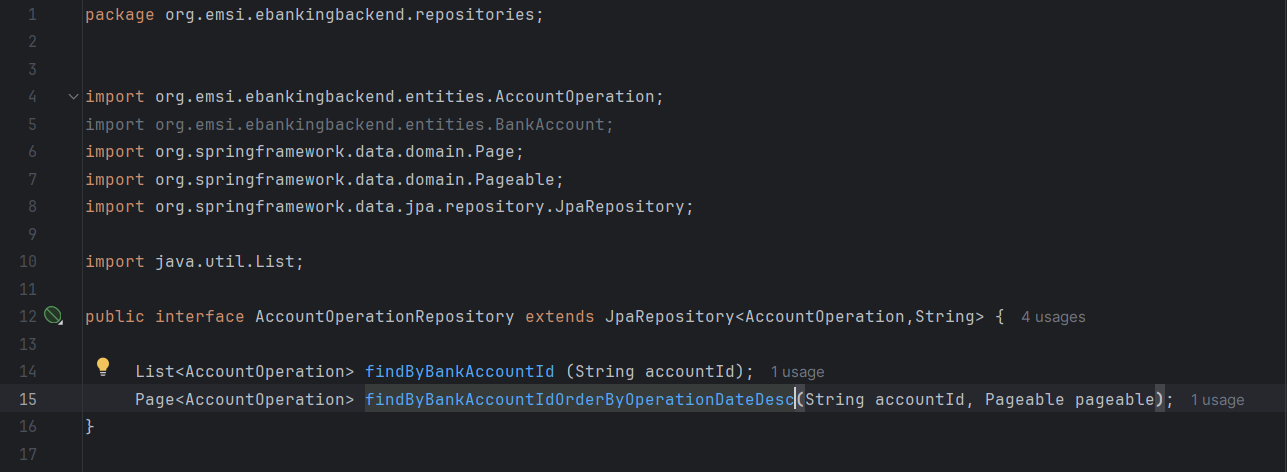 1 package org.emsi.ebankingbackend.repositories;
2
3
4 import org.emsi.ebankingbackend.entities.AccountOperation;
5 import org.emsi.ebankingbackend.entities.BankAccount;
6 import org.springframework.data.domain.Page;
7 import org.springframework.data.domain.Pageable;
8 import org.springframework.data.jpa.repository.JpaRepository;
9
10 import java.util.List;
11
12 public interface AccountOperationRepository extends JpaRepository<AccountOperation,String> { 4 usages
13
14 List<AccountOperation> findByBankAccountId (String accountId); 1 usage
15 Page<AccountOperation> findByBankAccountIdOrderByOperationDateDesc(String accountId, Pageable pageable); 1 usage
16 }
17